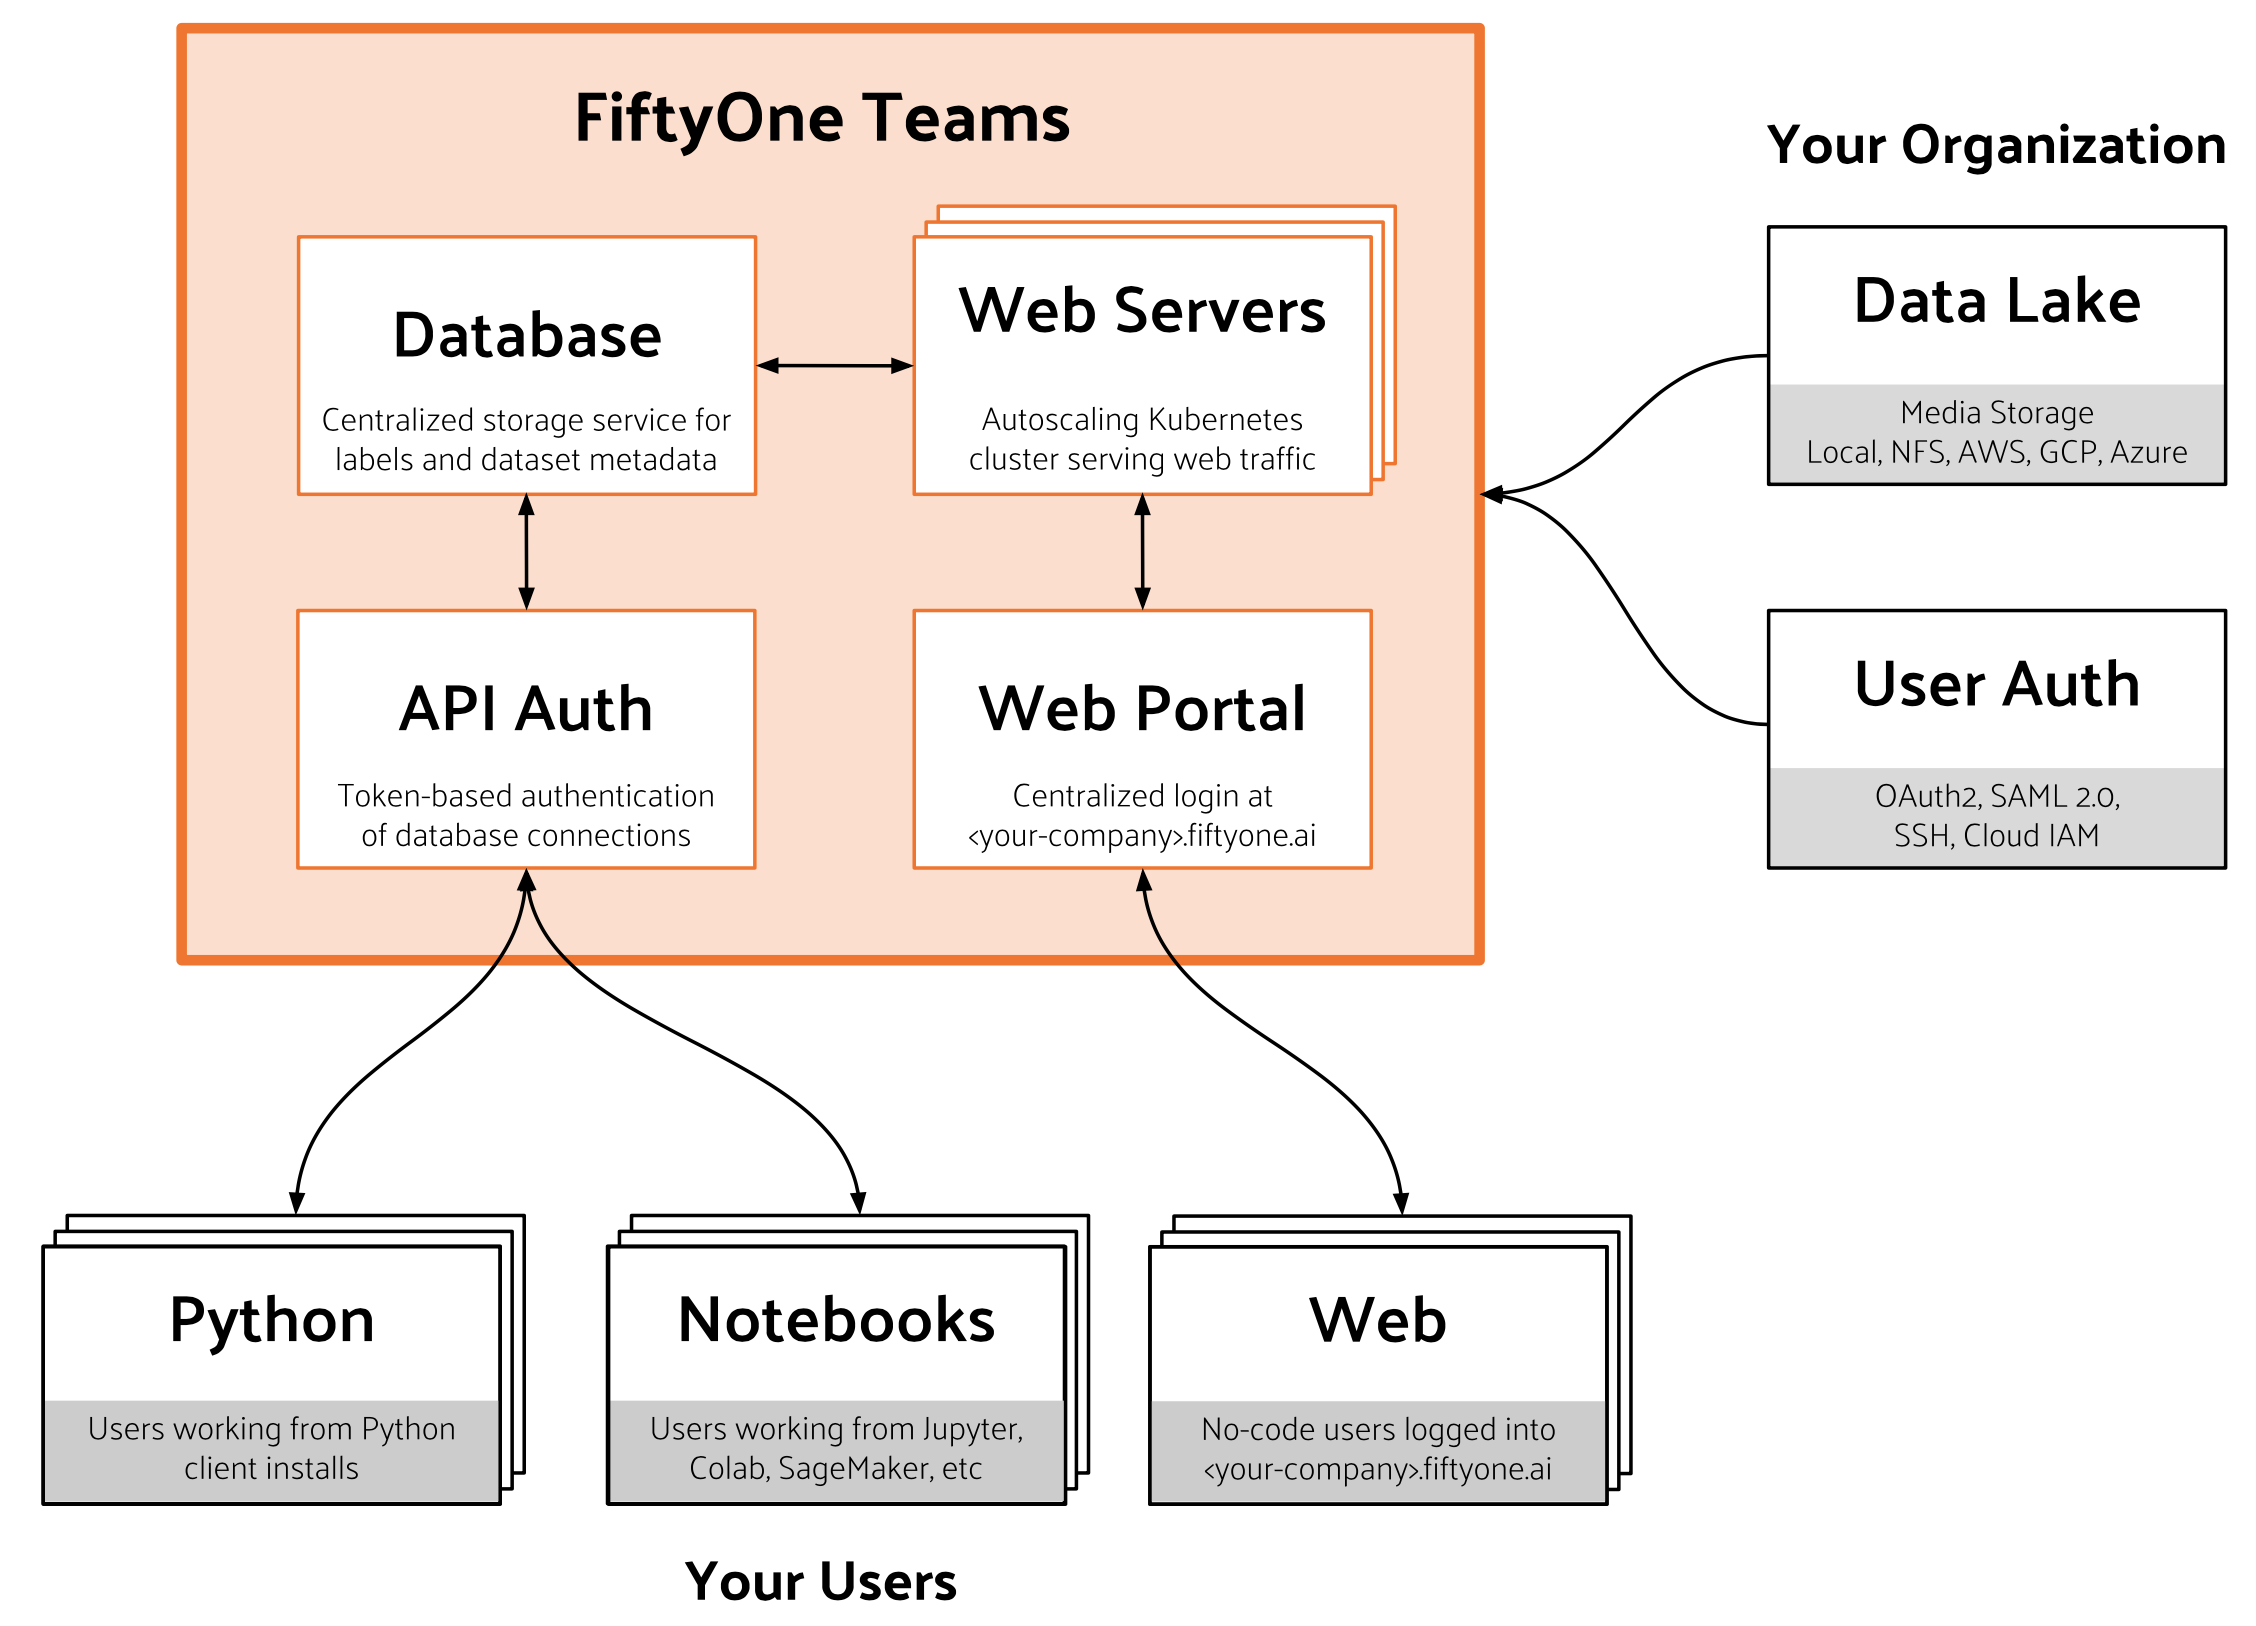 FiftyOne Teams
Database
Centralized storage service for
labels and dataset metadata
Web Servers
Autoscaling Kubernetes
cluster serving web traffic
API Auth
Token-based authentication
of database connections
Web Portal
Centralized login at
<your-company>.fiftyone.ai
Your Organization
Data Lake
Media Storage
Local, NFS, AWS, GCP, Azure
User Auth
OAuth2, SAML 2.0,
SSH, Cloud IAM
Python
Users working from Python
client installs
Notebooks
Users working from Jupyter,
Colab, SageMaker, etc
Web
No-code users logged into
<your-company>.fiftyone.ai
Your Users